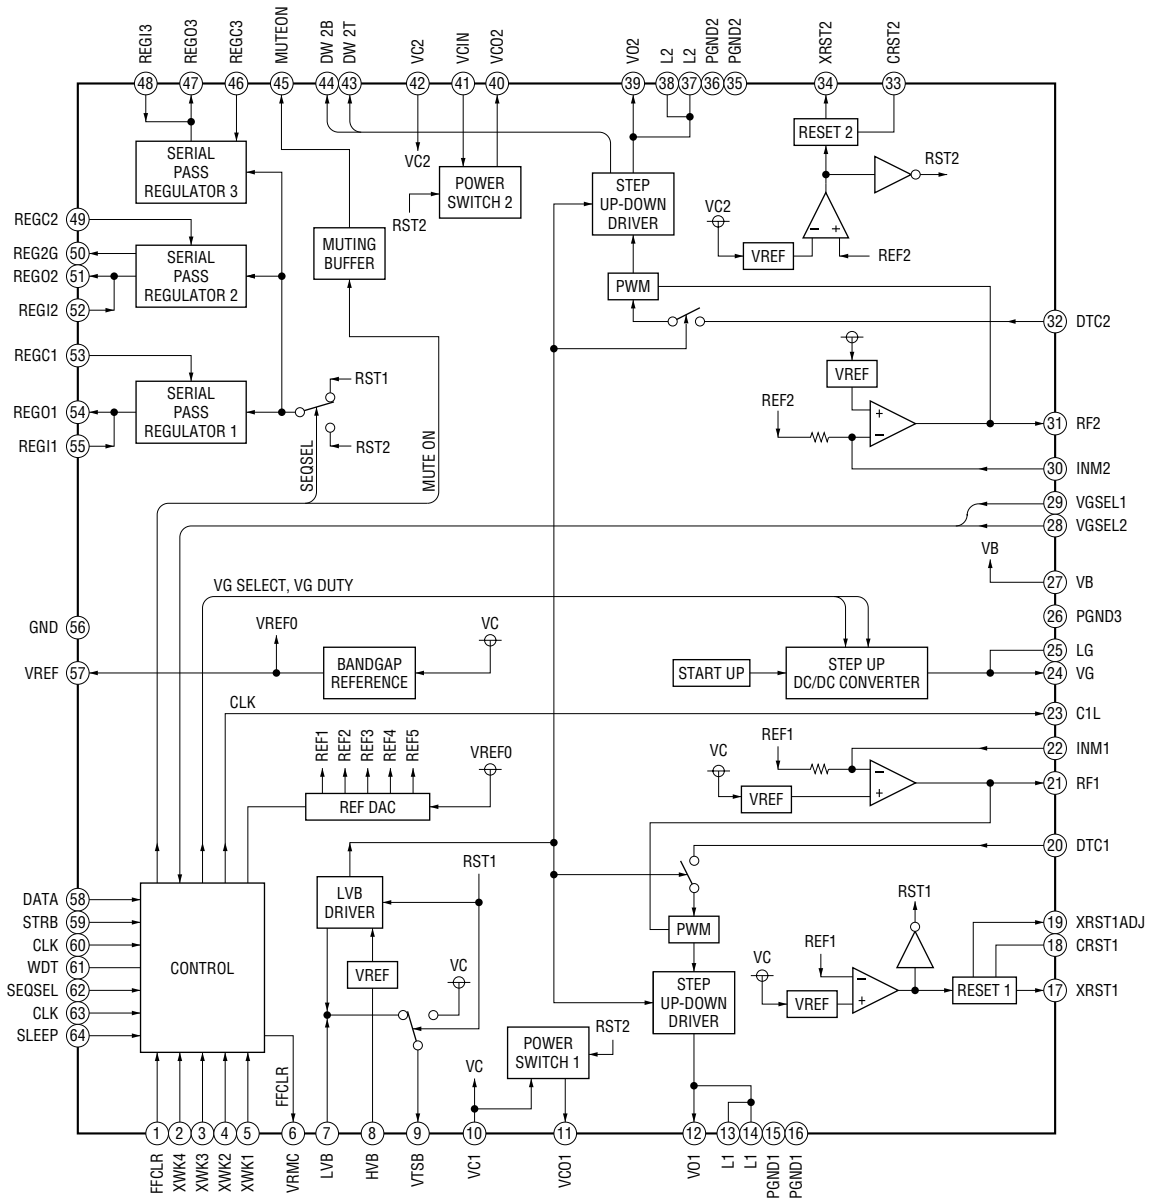 REGI3
REGO3
REGC3
MUTEON
DW 2B
DW 2T
VC2
VCIN
VCO2
VO2
L2
L2
PGND2
PGND2
XRST2
CRST2
48
47
46
45
44
43
42
41
40
39
38
37
36
35
34
33
SERIAL
PASS
REGULATOR 3
VC2
RST2
POWER
SWITCH 2
STEP
UP-DOWN
DRIVER
RESET 2
RST2
VC2
VREF
REF2
− +
49 REGC2
50 REG2G
51 REGO2
52 REGI2
SERIAL
PASS
REGULATOR 2
MUTING
BUFFER
PWM
53 REGC1
54 REGO1
55 REGI1
SERIAL
PASS
REGULATOR 1
RST1
RST2
SEQSEL
MUTE ON
VREF
REF2
+
−
32 DTC2
31 RF2
30 INM2
29 VGSEL1
28 VGSEL2
VB
27 VB
26 PGND3
25 LG
24 VG
23 C1L
22 INM1
21 RF1
20 DTC1
19 XRST1ADJ
18 CRST1
17 XRST1
VG SELECT, VG DUTY
GND 56
VREF 57
VREF0
VC
BANDGAP
REFERENCE
START UP
STEP UP
DC/DC CONVERTER
CLK
REF1
REF2
REF3
REF4
REF5
VREF0
REF DAC
REF1
VC
VREF
−
+
DATA 58
STRB 59
CLK 60
WDT 61
SEQSEL 62
CLK 63
SLEEP 64
CONTROL
LVB
DRIVER
VREF
RST1
VC
PWM
STEP
UP-DOWN
DRIVER
RST1
REF1
VC
VREF
−
+
RESET 1
FFCLR
VC
POWER
SWITCH 1
RST2
1
2
3
4
5
6
7
8
9
10
11
12
13
14
15
16
FFCLR
XWK4
XWK3
XWK2
XWK1
VRMC
LVB
HVB
VTSB
VC1
VCO1
VO1
L1
L1
PGND1
PGND1